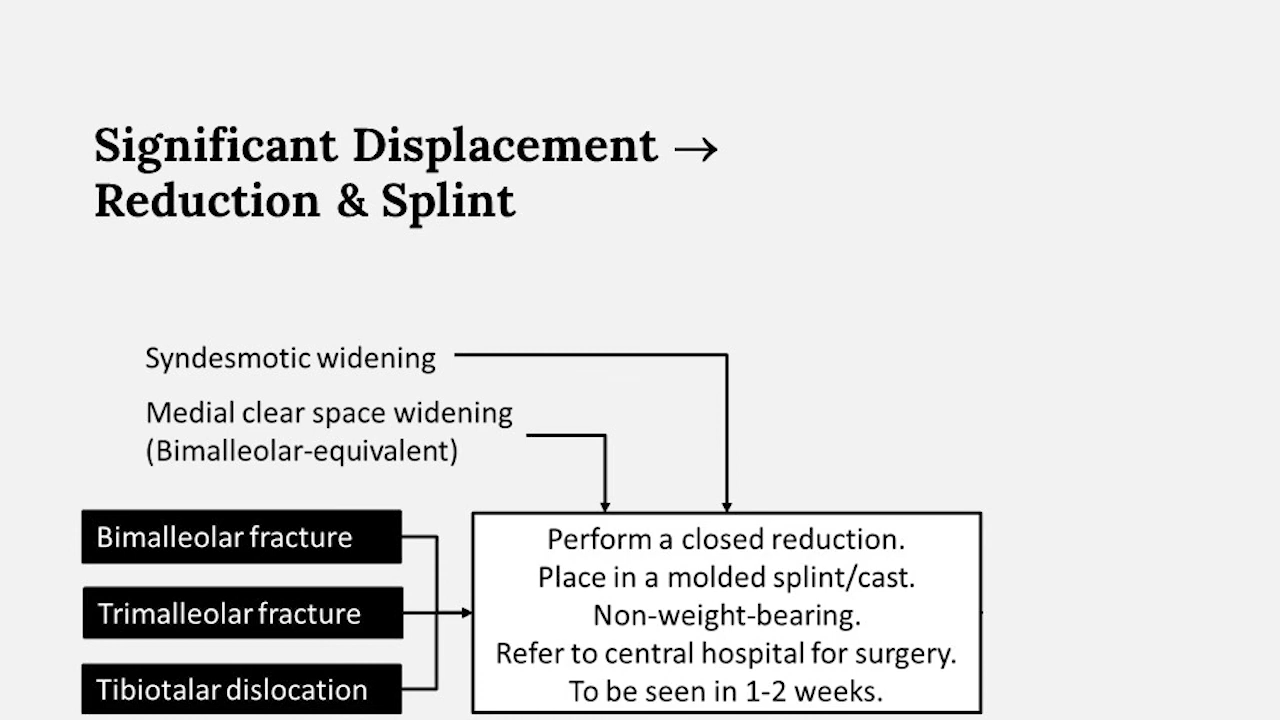 Significant Displacement →
Reduction & Splint
Syndesmotic widening
Medial clear space widening
(Bimalleolar-equivalent)
Bimalleolar fracture
Trimalleolar fracture
Tibiotalar dislocation
Perform a closed reduction.
Place in a molded splint/cast.
Non-weight-bearing.
Refer to central hospital for surgery.
To be seen in 1-2 weeks.